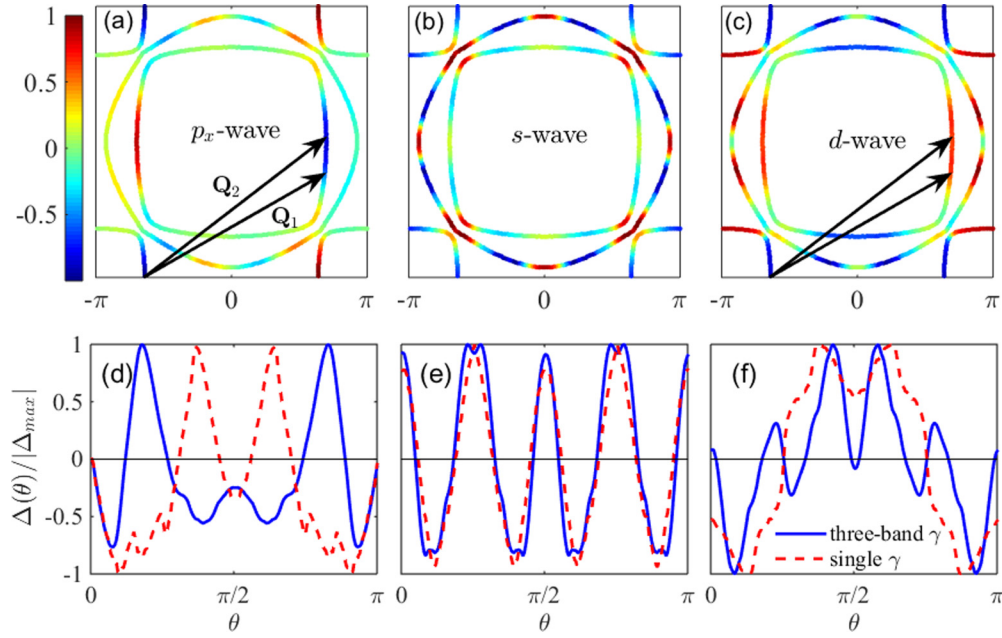 1
0.5
0
-0.5
(a)
p_x-wave
Q_2
Q_1
-π
0
π
(b)
s-wave
-π
0
π
(c)
d-wave
-π
0
π
Δ(θ)/|Δ_max|
1
0.5
0
-0.5
-1
(d)
0
π/2
π
θ
(e)
0
π/2
π
θ
(f)
three-band γ
single γ
0
π/2
π
θ